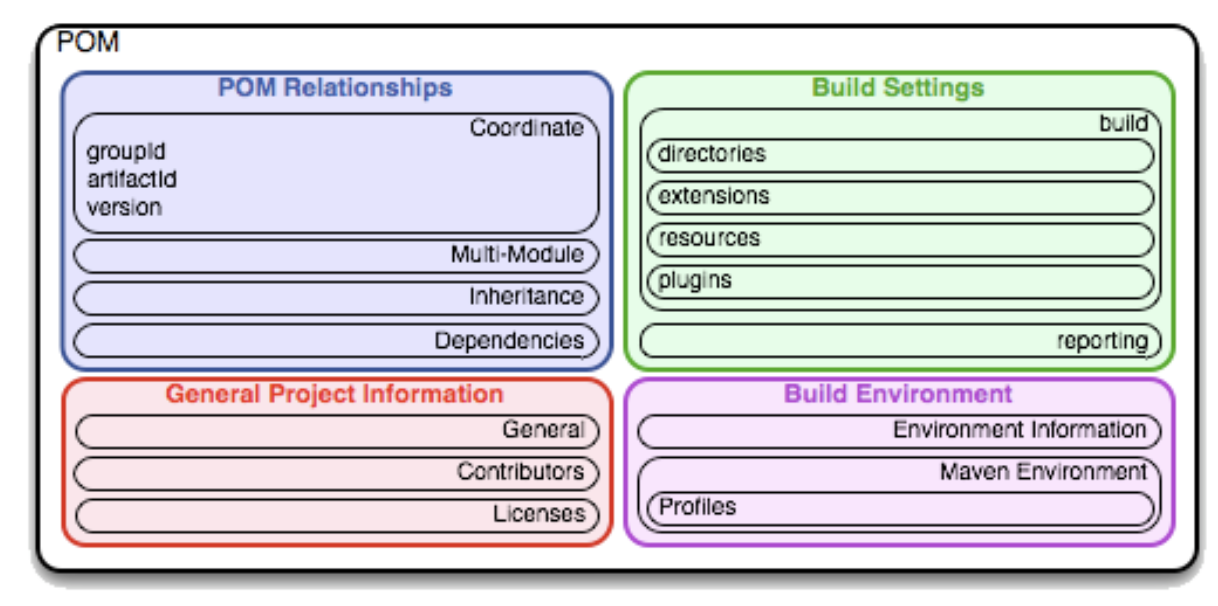 POM
POM Relationships
Coordinate
groupId
artifactId
version
Multi-Module
Inheritance
Dependencies
Build Settings
build
directories
extensions
resources
plugins
reporting
General Project Information
General
Contributors
Licenses
Build Environment
Environment Information
Maven Environment
Profiles